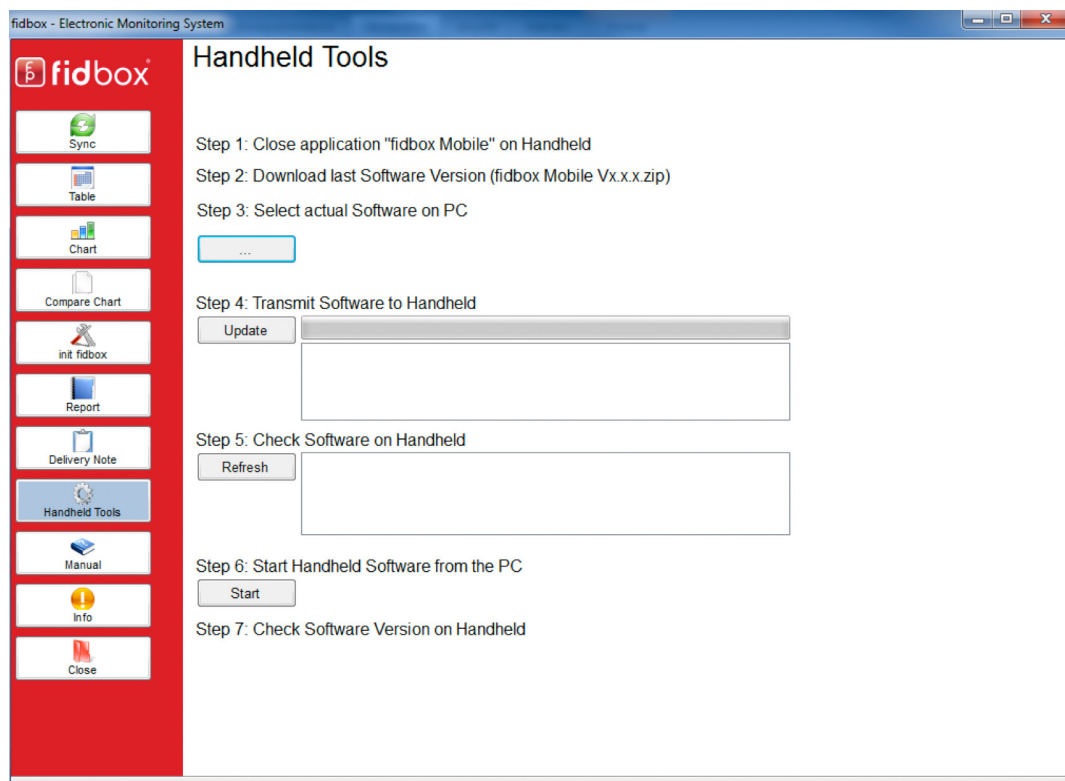 fidbox - Electronic Monitoring System
fidbox
Sync
Table
Chart
Compare Chart
init fidbox
Report
Delivery Note
Handheld Tools
Manual
Info
Close
Handheld Tools
Step 1: Close application "fidbox Mobile" on Handheld
Step 2: Download last Software Version (fidbox Mobile Vx.x.x.zip)
Step 3: Select actual Software on PC
...
Step 4: Transmit Software to Handheld
Update
Step 5: Check Software on Handheld
Refresh
Step 6: Start Handheld Software from the PC
Start
Step 7: Check Software Version on Handheld